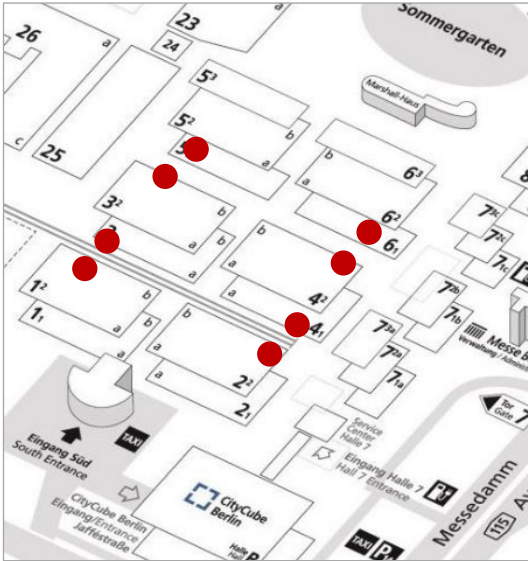 23
a
26
a
24
Sommergarten
5³
Marshall-Haus
5²
b
c
25
b
a
6³
3²
b
a
6²
a
6₁
b
b
7³ᶜ
7²ᶜ
7₁ᶜ
1²
b
a
a
4²
7²ᵇ
7₁ᵇ
1₁
b
a
b
a
4₁
7³ᵃ
7²ᵃ
7₁ᵃ
Messe B
Verwaltung / Adminis
a
a
2²
2₁
Tor
Gate 7
Service
Center
Halle 7
Eingang Süd
South Entrance
TAXI
Eingang Halle 7
Hall 7 Entrance
P
CityCube
Berlin
CityCube Berlin
Eingang/Entrance
Jafféstraße
Halle
Hall
Messedamm
115
A
TAXI
P